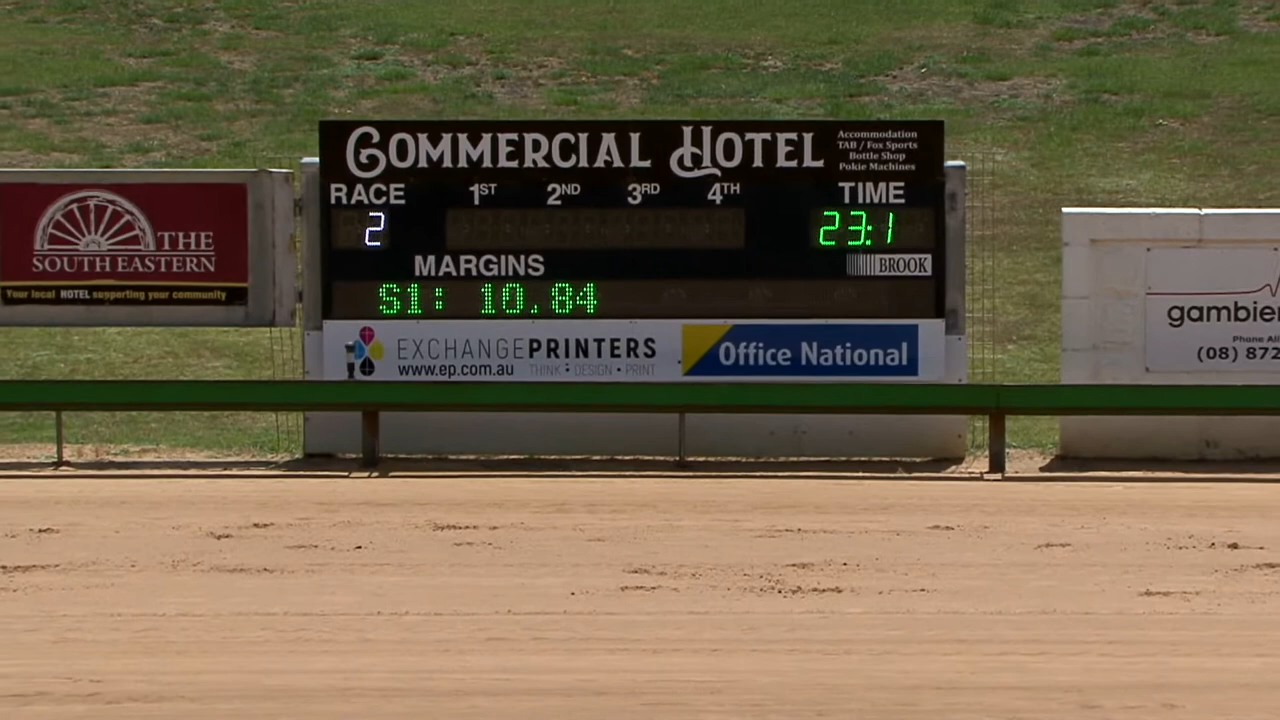 COMMERCIAL HOTEL
Accommodation
TAB / Fox Sports
Bottle Shop
Pokie Machines
RACE 1ST 2ND 3RD 4TH TIME
2 23:1
MARGINS
BROOK
S1: 10.84
EXCHANGEPRINTERS
www.ep.com.au THINK • DESIGN • PRINT
Office National
THE
SOUTH EASTERN
Your local HOTEL supporting your community
gambier
Phone
(08) 872